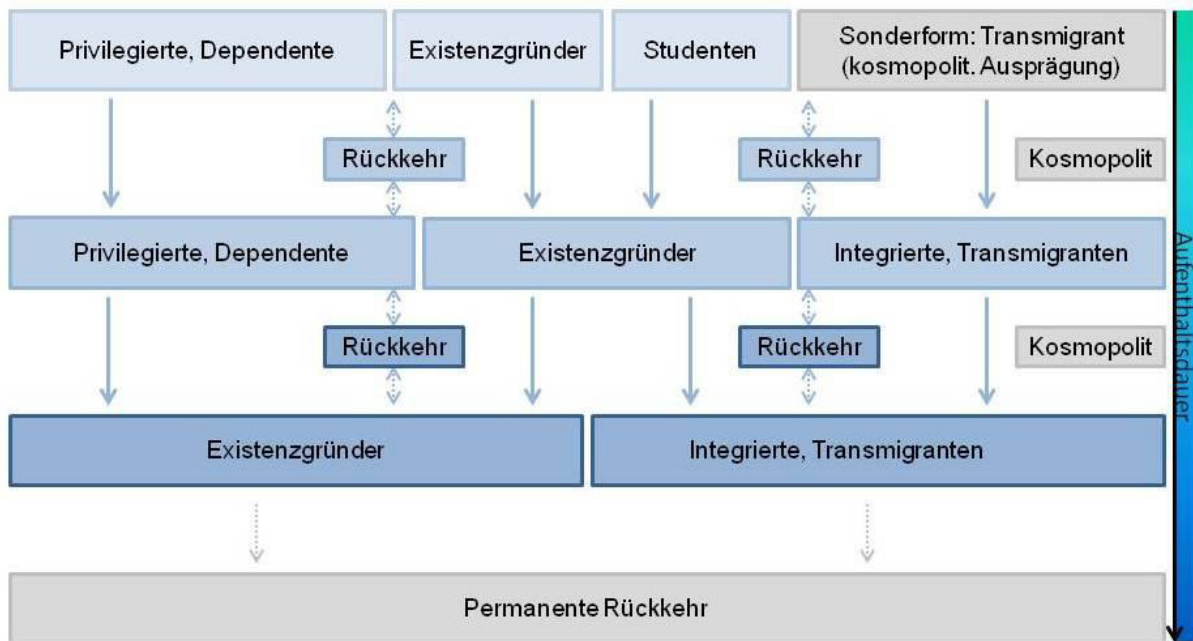 Privilegierte, Dependente
Existenzgründer
Studenten
Sonderform: Transmigrant
(kosmopolit. Ausprägung)
Rückkehr
Rückkehr
Kosmopolit
Privilegierte, Dependente
Existenzgründer
Integrierte, Transmigranten
Rückkehr
Rückkehr
Kosmopolit
Existenzgründer
Integrierte, Transmigranten
Permanente Rückkehr
Aufenthaltsdauer